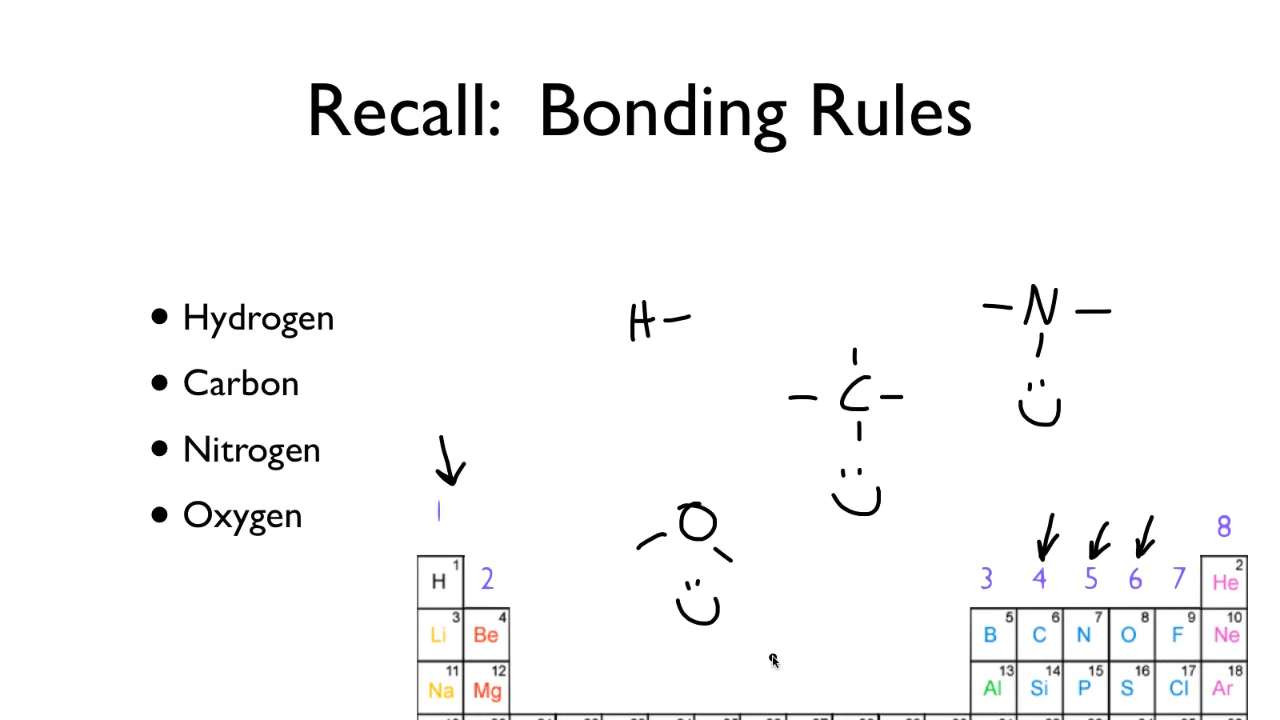 Recall: Bonding Rules
• Hydrogen
• Carbon
• Nitrogen
• Oxygen
H –
– C –
– N –
O
1
2
3 4 5 6 7
8
H 1
He 2
Li 3
Be 4
B 5
C 6
N 7
O 8
F 9
Ne 10
Na 11
Mg 12
Al 13
Si 14
P 15
S 16
Cl 17
Ar 18